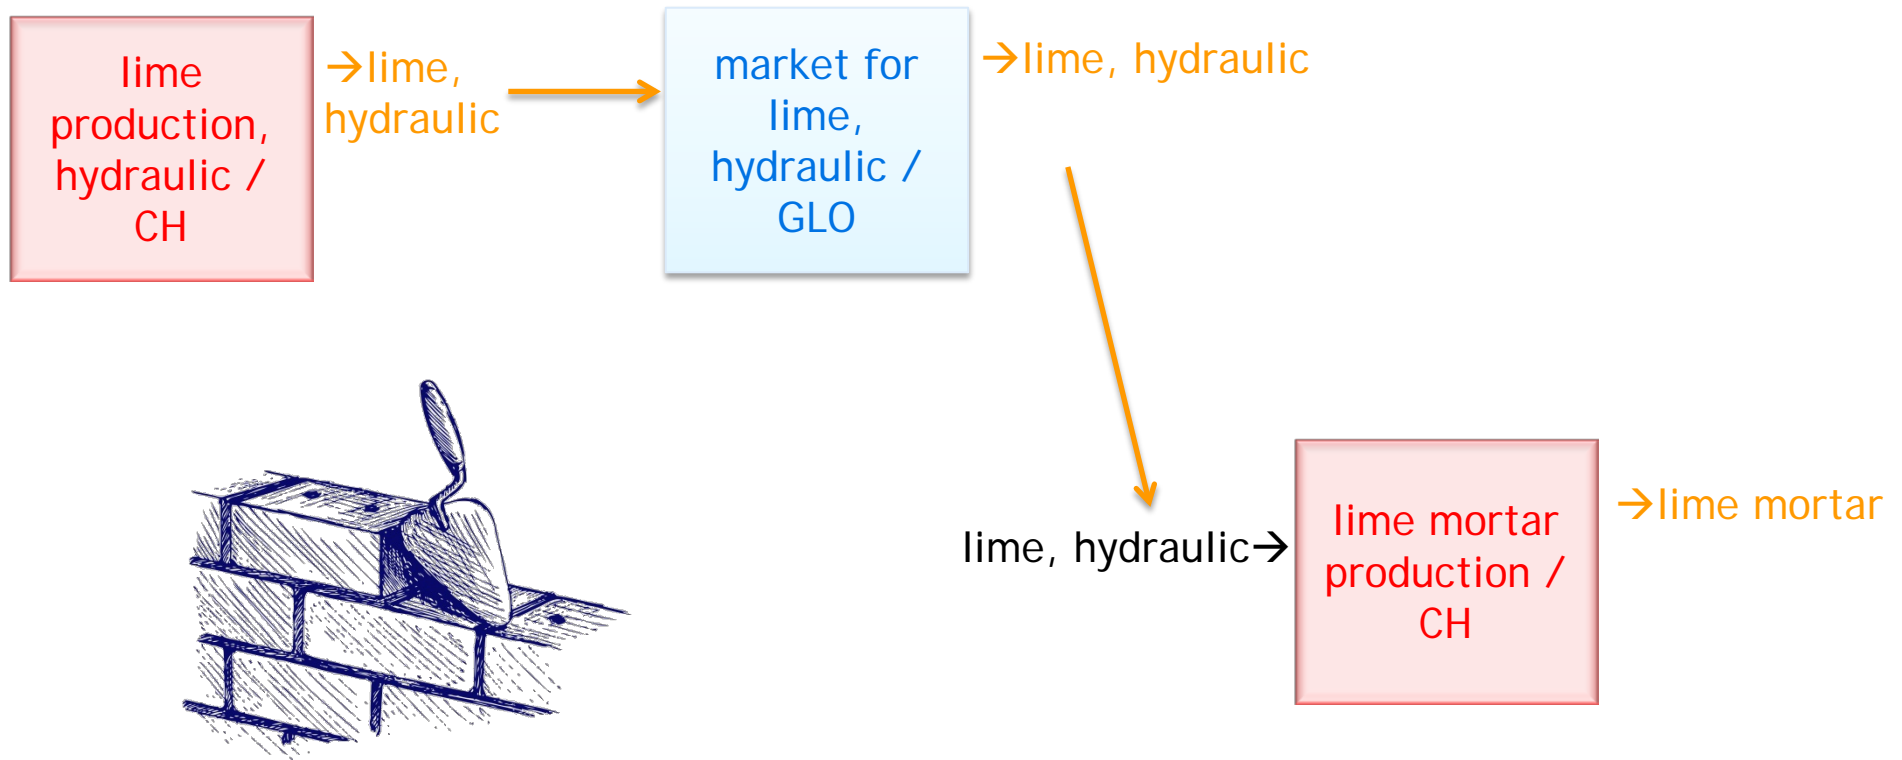 lime
production,
hydraulic /
CH
→lime,
hydraulic
market for
lime,
hydraulic /
GLO
→lime, hydraulic
lime, hydraulic→
lime mortar
production /
CH
→lime mortar